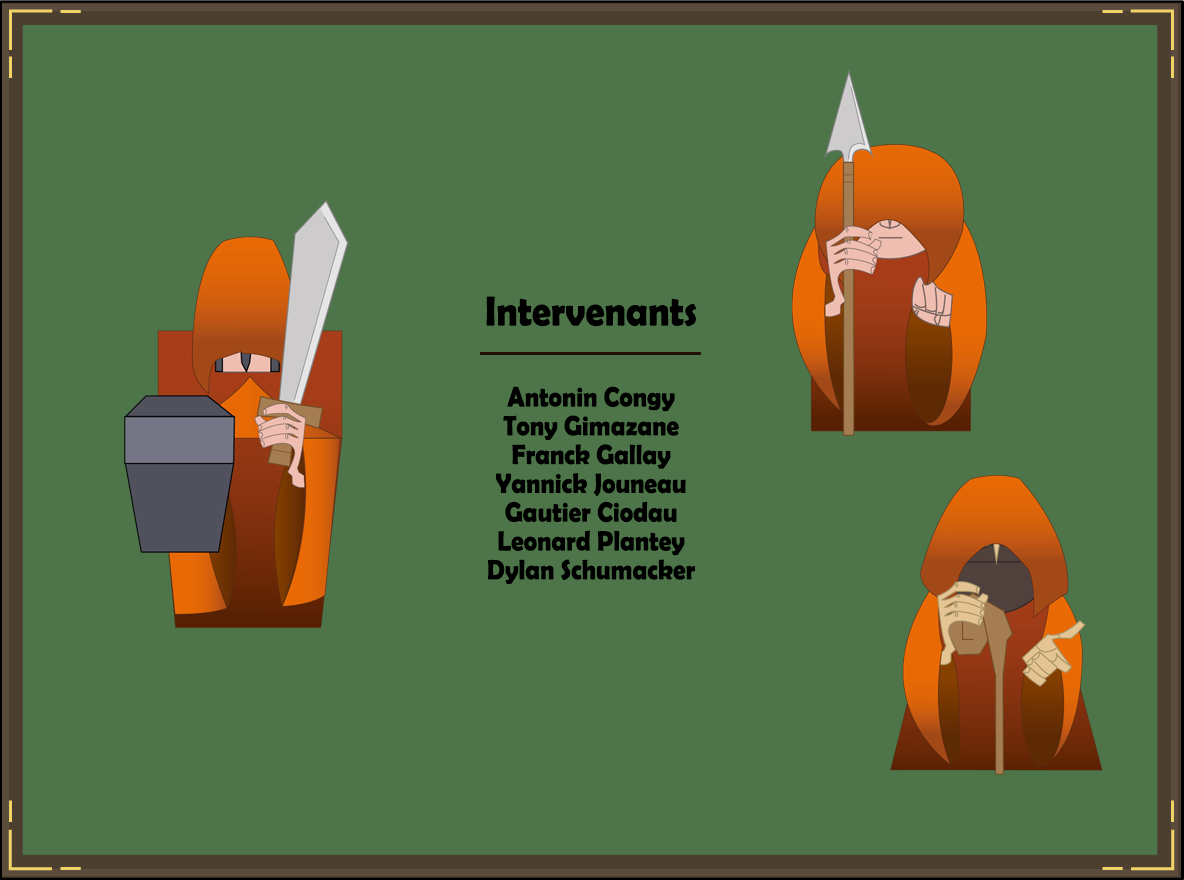 Intervenants
Antonin Congy
Tony Gimazane
Franck Gallay
Yannick Jouneau
Gautier Ciodau
Leonard Plantey
Dylan Schumacker